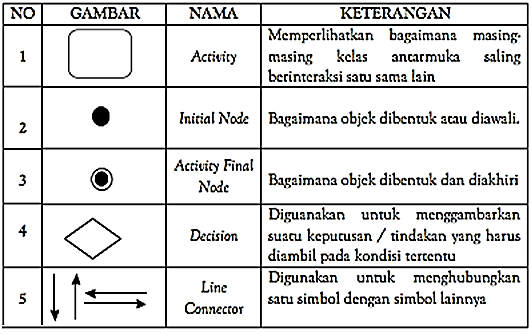 NO GAMBAR NAMA KETERANGAN
1 Activity Memperlihatkan bagaimana masing-
masing kelas antarmuka saling
berinteraksi satu sama lain
2 Initial Node Bagaimana objek dibentuk atau diawali.
3 Activity Final
Node Bagaimana objek dibentuk dan diakhiri
4 Decision Diguanakan untuk menggambarkan
suatu keputusan / tindakan yang harus
diambil pada kondisi tertentu
5 Line
Connector Digunakan untuk menghubungkan
satu simbol dengan simbol lainnya